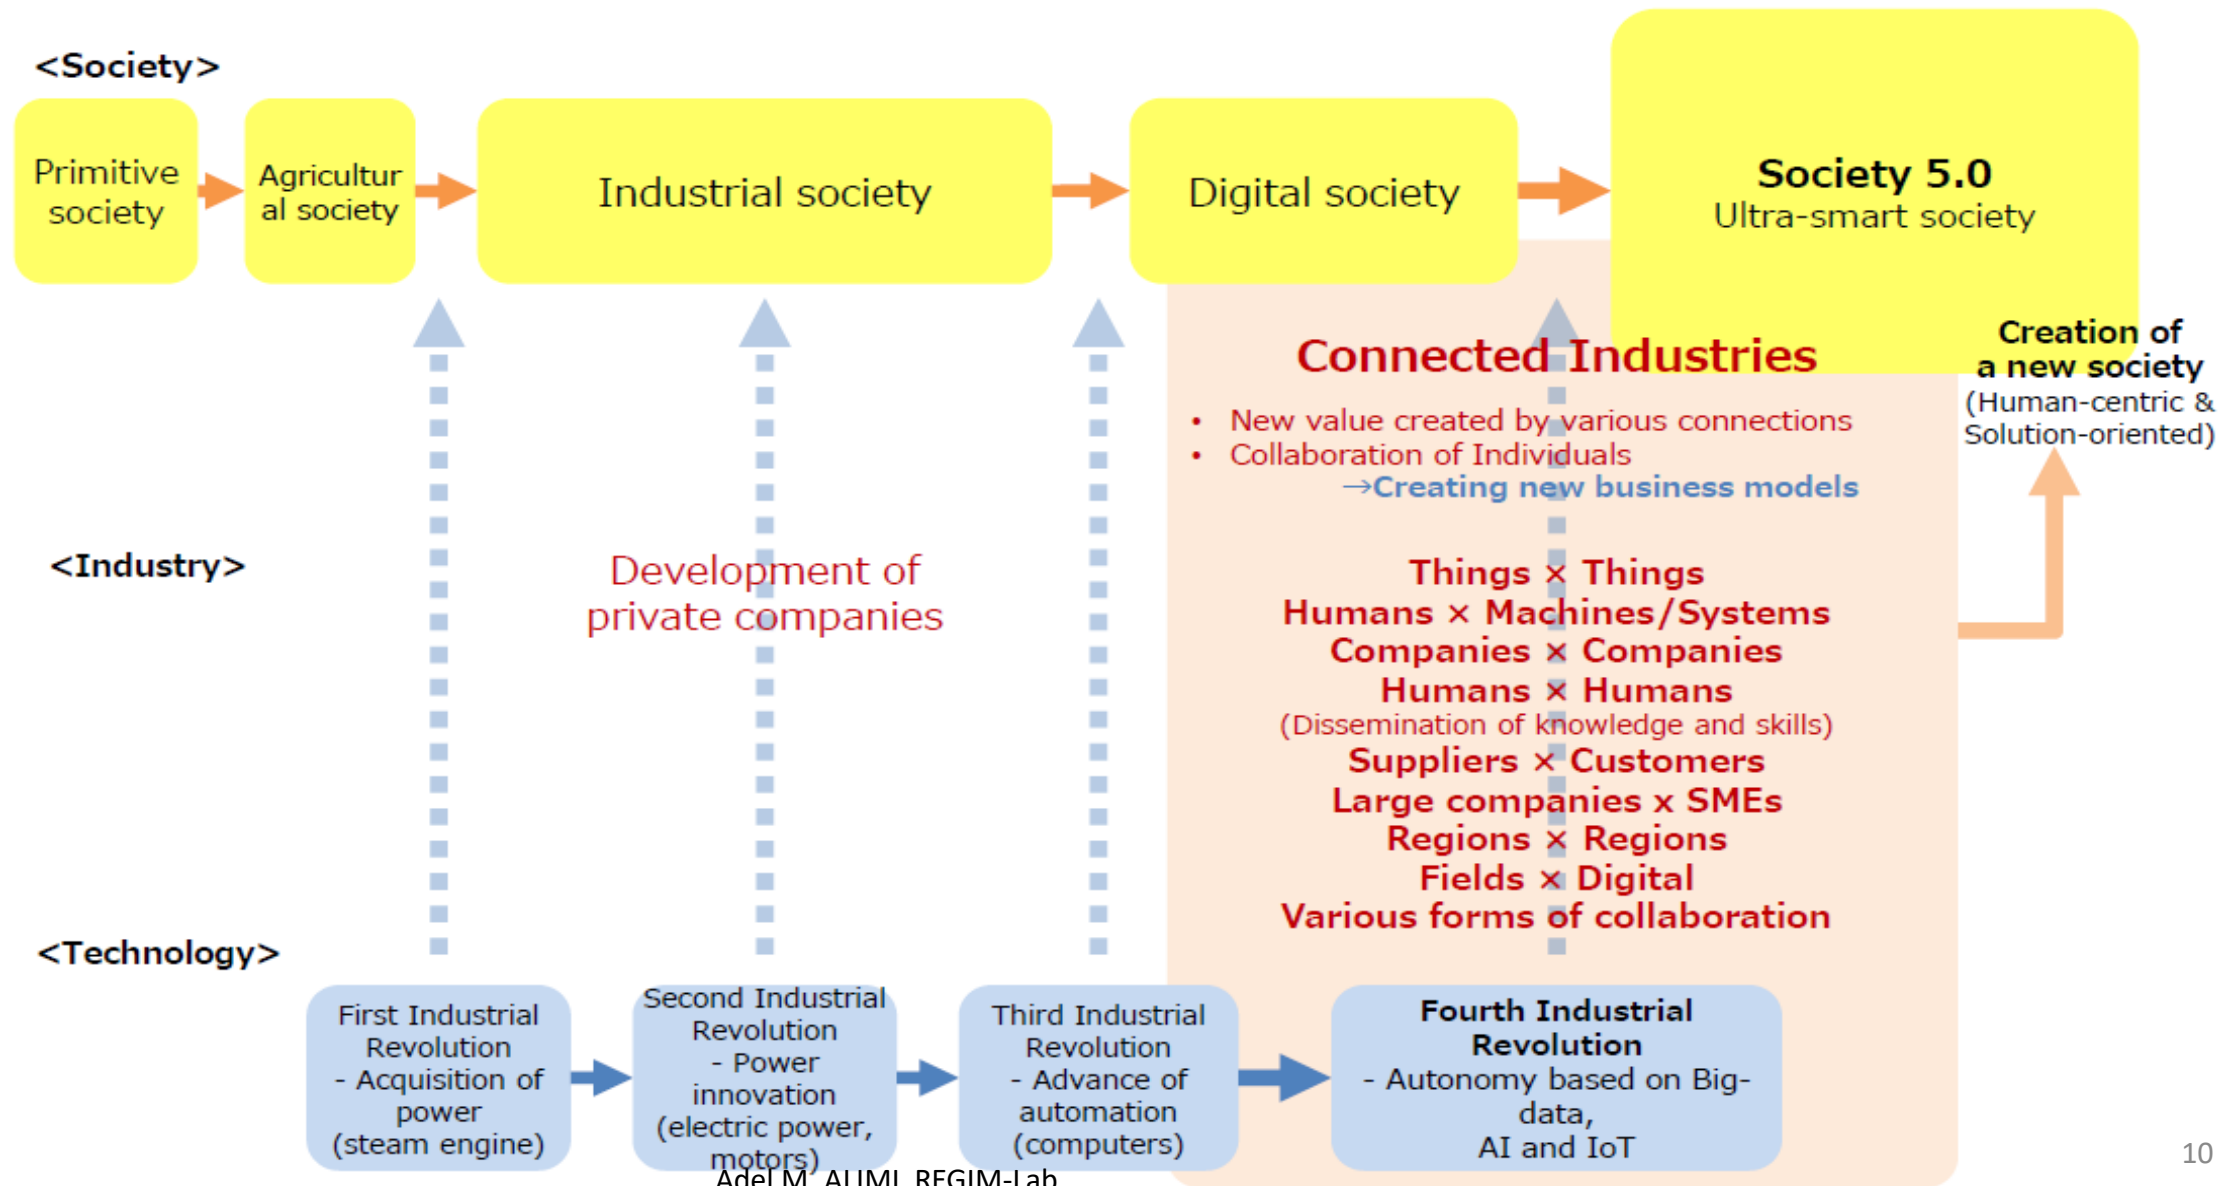 <Society>
Primitive
society
Agricultur
al society
Industrial society
Digital society
Society 5.0
Ultra-smart society
Creation of
a new society
(Human-centric &
Solution-oriented)
Connected Industries
• New value created by various connections
• Collaboration of Individuals
→Creating new business models
<Industry>
Development of
private companies
Things × Things
Humans × Machines/Systems
Companies × Companies
Humans × Humans
(Dissemination of knowledge and skills)
Suppliers × Customers
Large companies x SMEs
Regions × Regions
Fields × Digital
Various forms of collaboration
<Technology>
First Industrial
Revolution
- Acquisition of
power
(steam engine)
Second Industrial
Revolution
- Power
innovation
(electric power,
motors)
Third Industrial
Revolution
- Advance of
automation
(computers)
Fourth Industrial
Revolution
- Autonomy based on Big-
data,
AI and IoT
Adel M. ALIMI, REGIM-Lab
10